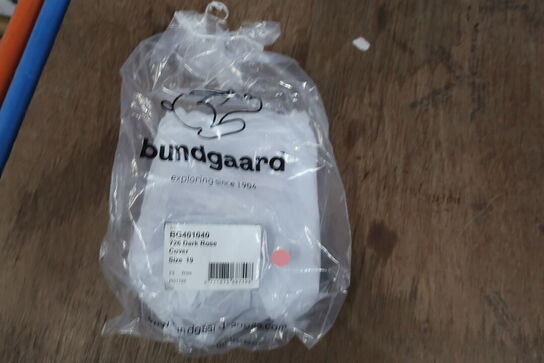 bundgaard
exploring since 1904
BG401040
726 Dark Rose
Cover
Size 19